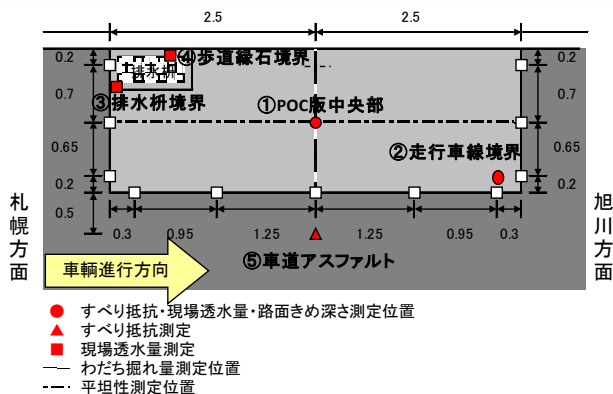 2.5 2.5
④歩道縁石境界
0.2 排水桝 0.2
0.7 ③排水桝境界 ①POC版中央部 0.7
0.65 ②走行車線境界 0.65
0.2 0.2
0.5
0.3 0.95 1.25 1.25 0.95 0.3
札幌方面
旭川方面
⑤車道アスファルト
車輌進行方向
すべり抵抗・現場透水量・路面きめ深さ測定位置
すべり抵抗測定
現場透水量測定
わだち掘れ量測定位置
平坦性測定位置